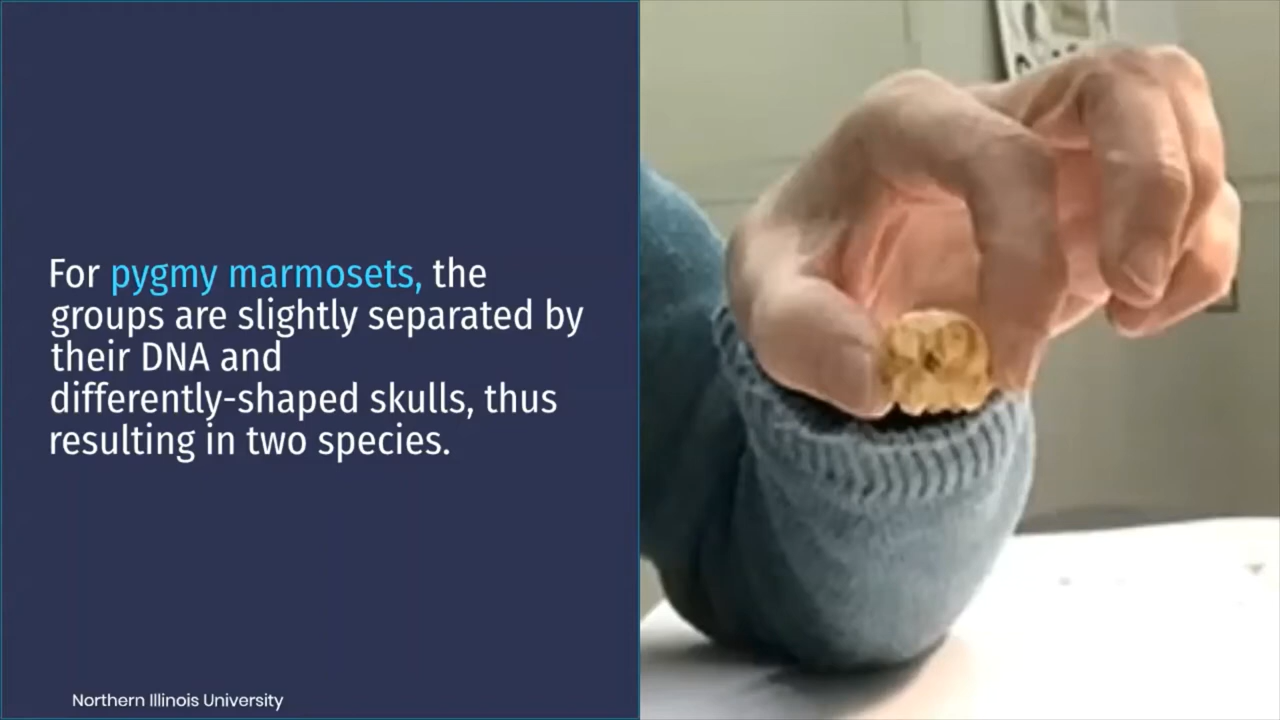 For pygmy marmosets, the
groups are slightly separated by
their DNA and
differently-shaped skulls, thus
resulting in two species.
Northern Illinois University